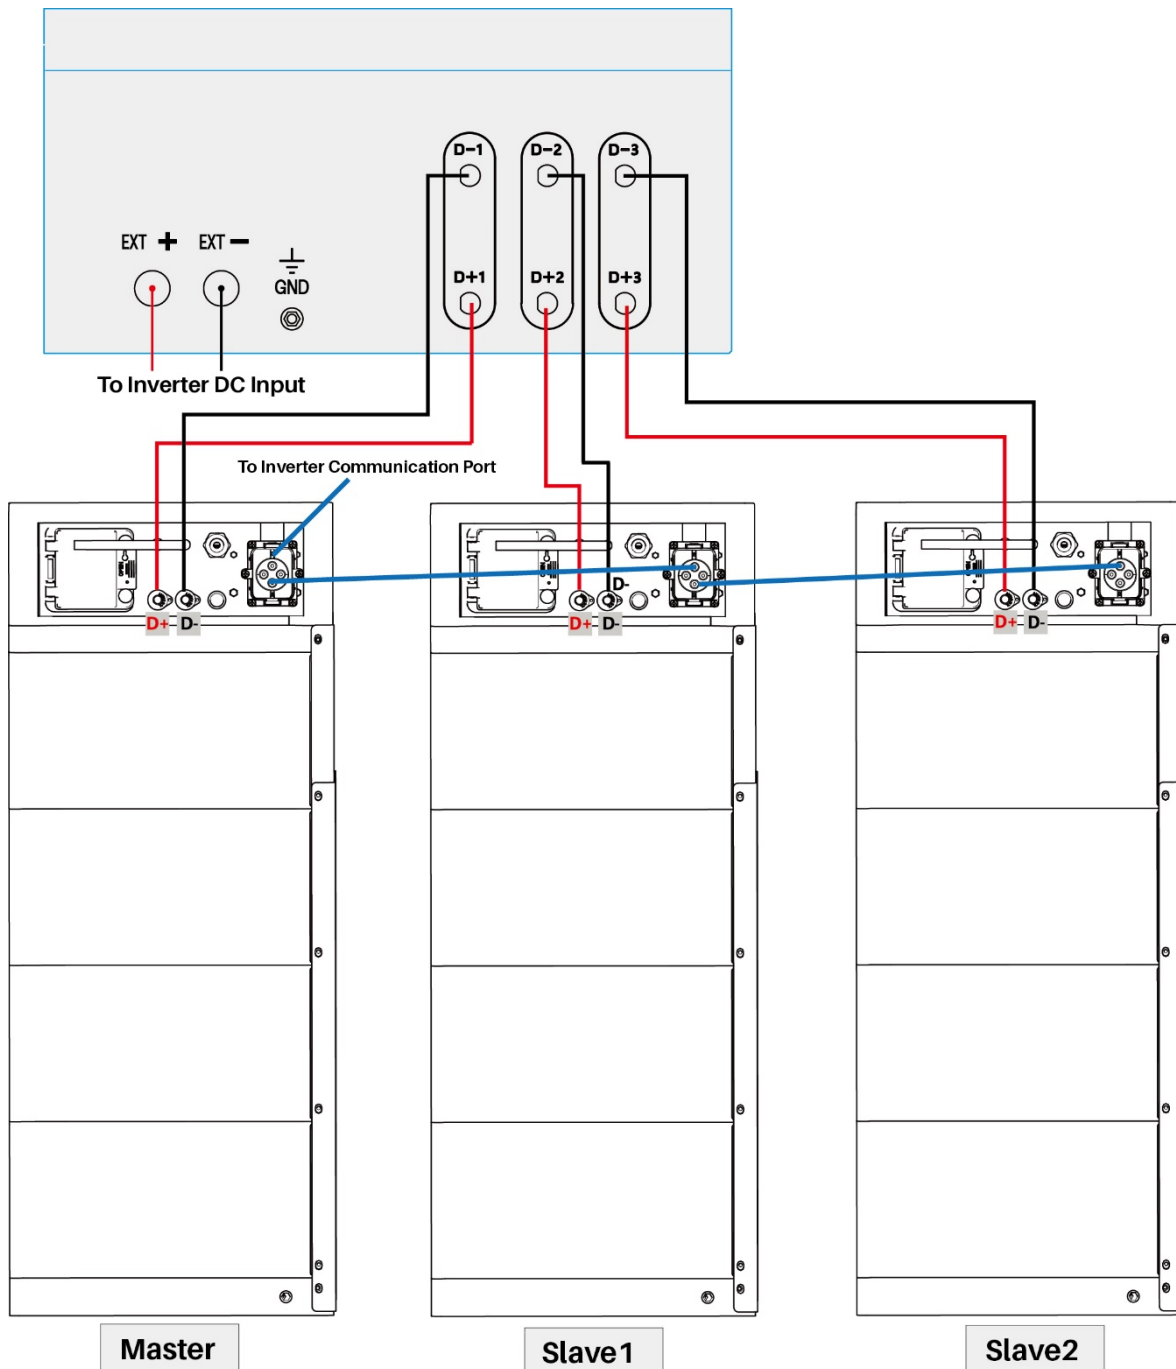 D-1 D-2 D-3
EXT + EXT -
GND
D+1 D+2 D+3
To Inverter DC Input
To Inverter Communication Port
D-
D+ D-
D+ D-
D+ D-
Master
Slave1
Slave2